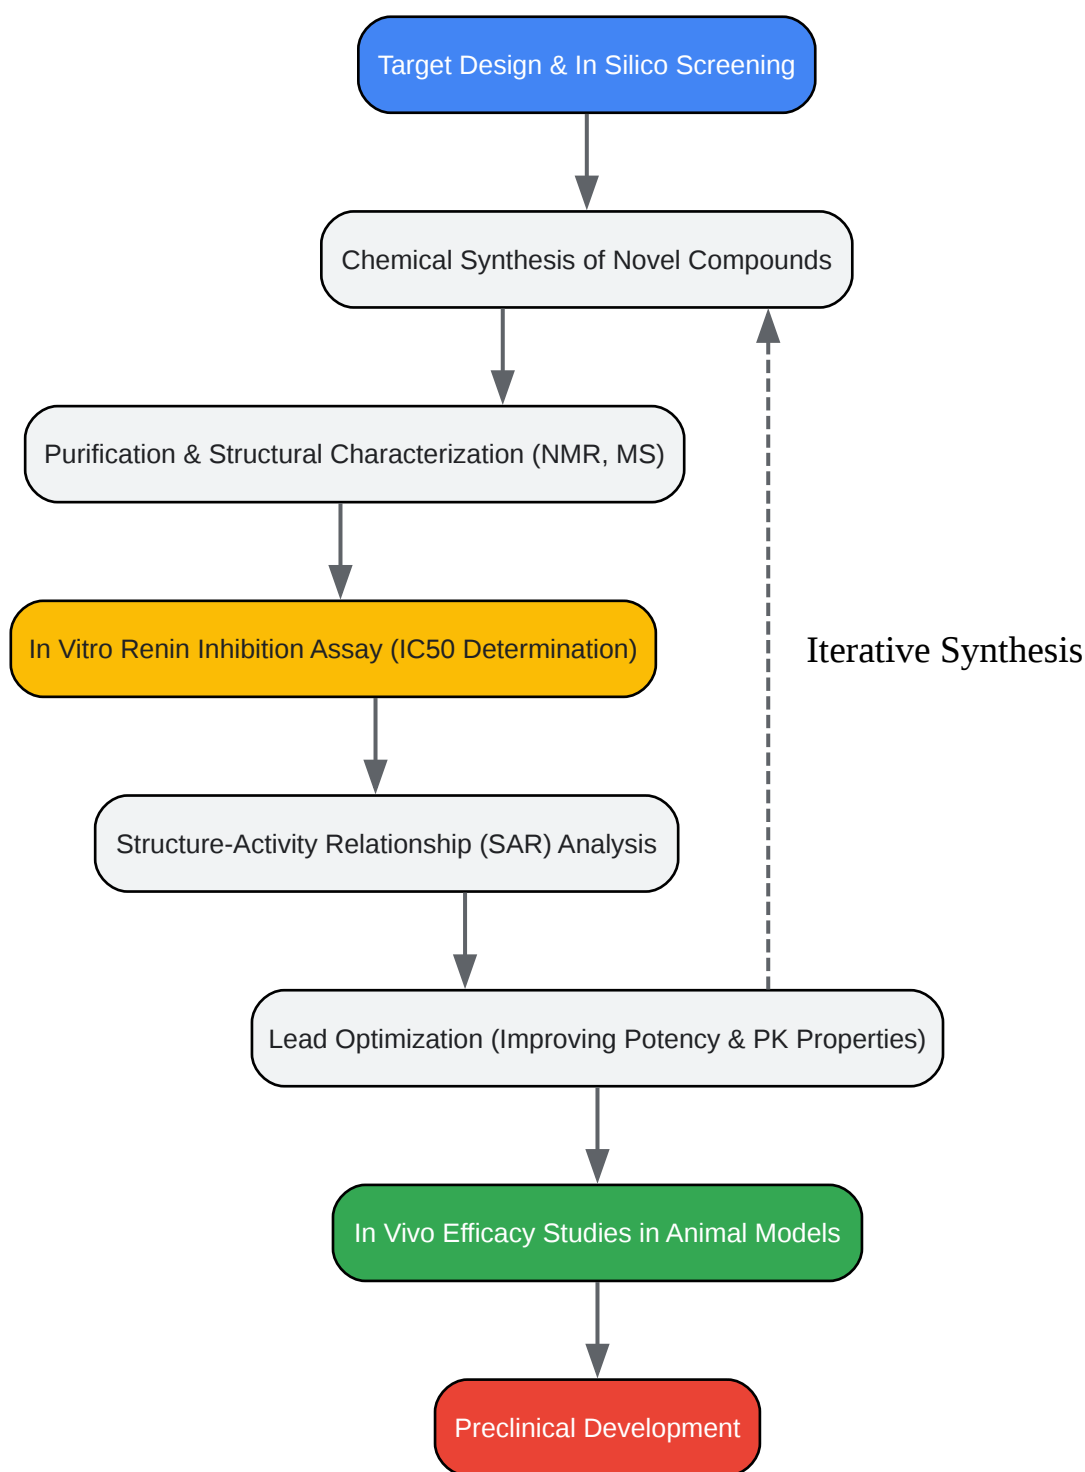 Target Design & In Silico Screening
Chemical Synthesis of Novel Compounds
Purification & Structural Characterization (NMR, MS)
In Vitro Renin Inhibition Assay (IC50 Determination)
Iterative Synthesis
Structure-Activity Relationship (SAR) Analysis
Lead Optimization (Improving Potency & PK Properties)
In Vivo Efficacy Studies in Animal Models
Preclinical Development